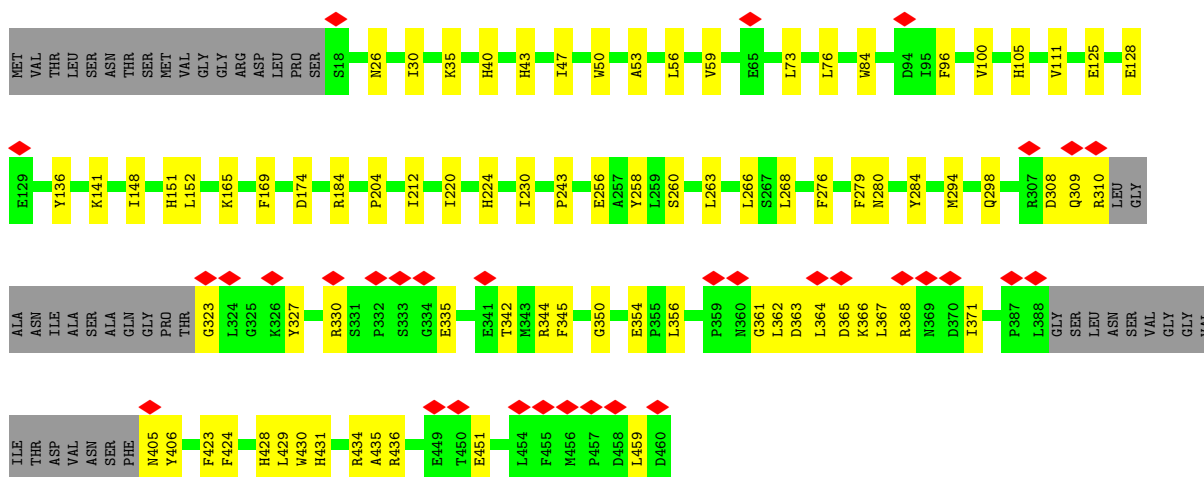 MET VAL THR LEU SER ASN THR SER MET VAL GLY GLY ARG ASP LEU PRO SER S18 N26 I30 K35 H40 H43 I47 W50 A53 L56 V59 E65 L73 L76 W84 D94 I95 F96 V100 H105 V111 E125 E128
E129 Y136 K141 I148 H151 L152 K165 F169 D174 R184 P204 I212 I220 H224 I230 P243 E256 A257 Y258 L259 S260 L263 L266 S267 L268 F276 F279 N280 Y284 M294 Q298 R307 D308 Q309 R310 LEU GLY
ALA ASN ILE ALA SER ALA GLN GLY PRO THR G323 L324 G325 K326 Y327 R330 S331 P332 S333 G334 E335 E341 T342 M343 R344 F345 G350 E354 P355 L356 P359 N360 G361 L362 D363 L364 D365 K366 L367 R368 N369 D370 I371 P387 L388 GLY SER LEU ASN SER VAL GLY GLY VAL
ILE THR ASP VAL ASN SER PHE N405 Y406 F423 F424 H428 L429 W430 H431 R434 A435 R436 E449 T450 E451 L454 F455 M456 P457 D458 L459 D460